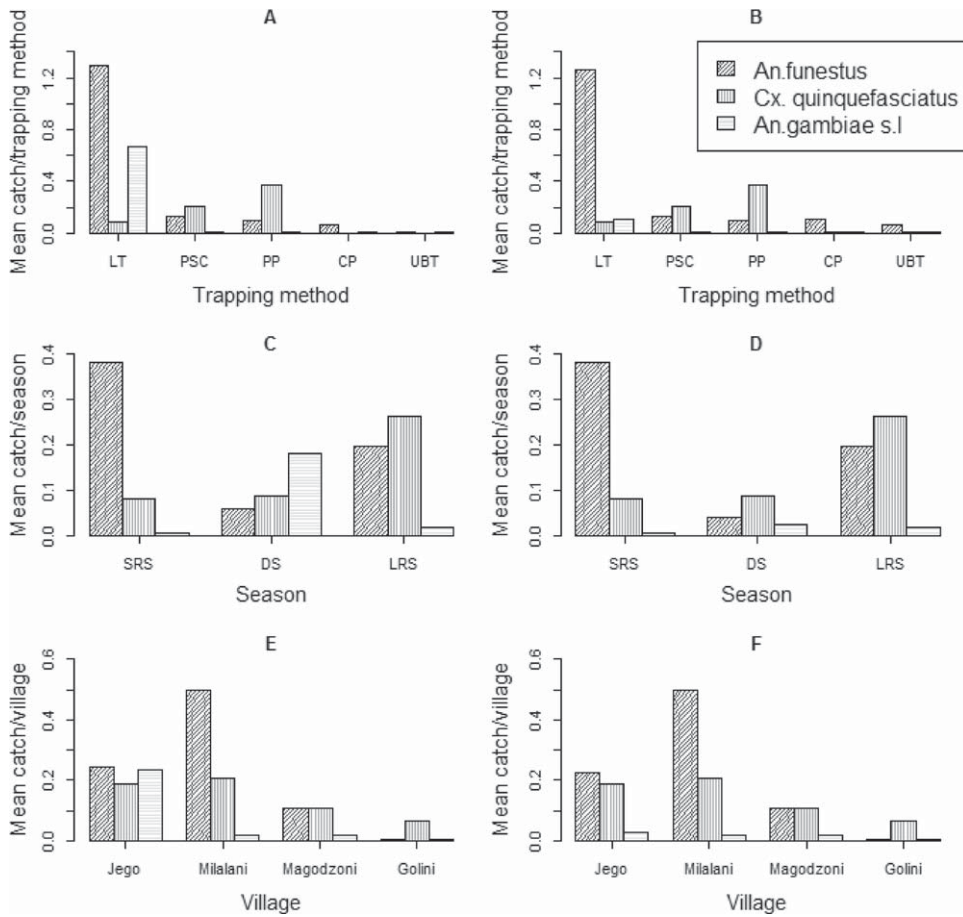 A
Mean catch/trapping method
0.0 0.4 0.8 1.2
LT PSC PP CP UBT
Trapping method
B
Mean catch/trapping method
0.0 0.4 0.8 1.2
An.funestus
Cx. quinquefasciatus
An.gambiae s.l
LT PSC PP CP UBT
Trapping method
C
Mean catch/season
0.0 0.1 0.2 0.3 0.4
SRS DS LRS
Season
D
Mean catch/season
0.0 0.1 0.2 0.3 0.4
SRS DS LRS
Season
E
Mean catch/village
0.0 0.2 0.4 0.6
Jego Milalani Magodzoni Golini
Village
F
Mean catch/village
0.0 0.2 0.4 0.6
Jego Milalani Magodzoni Golini
Village